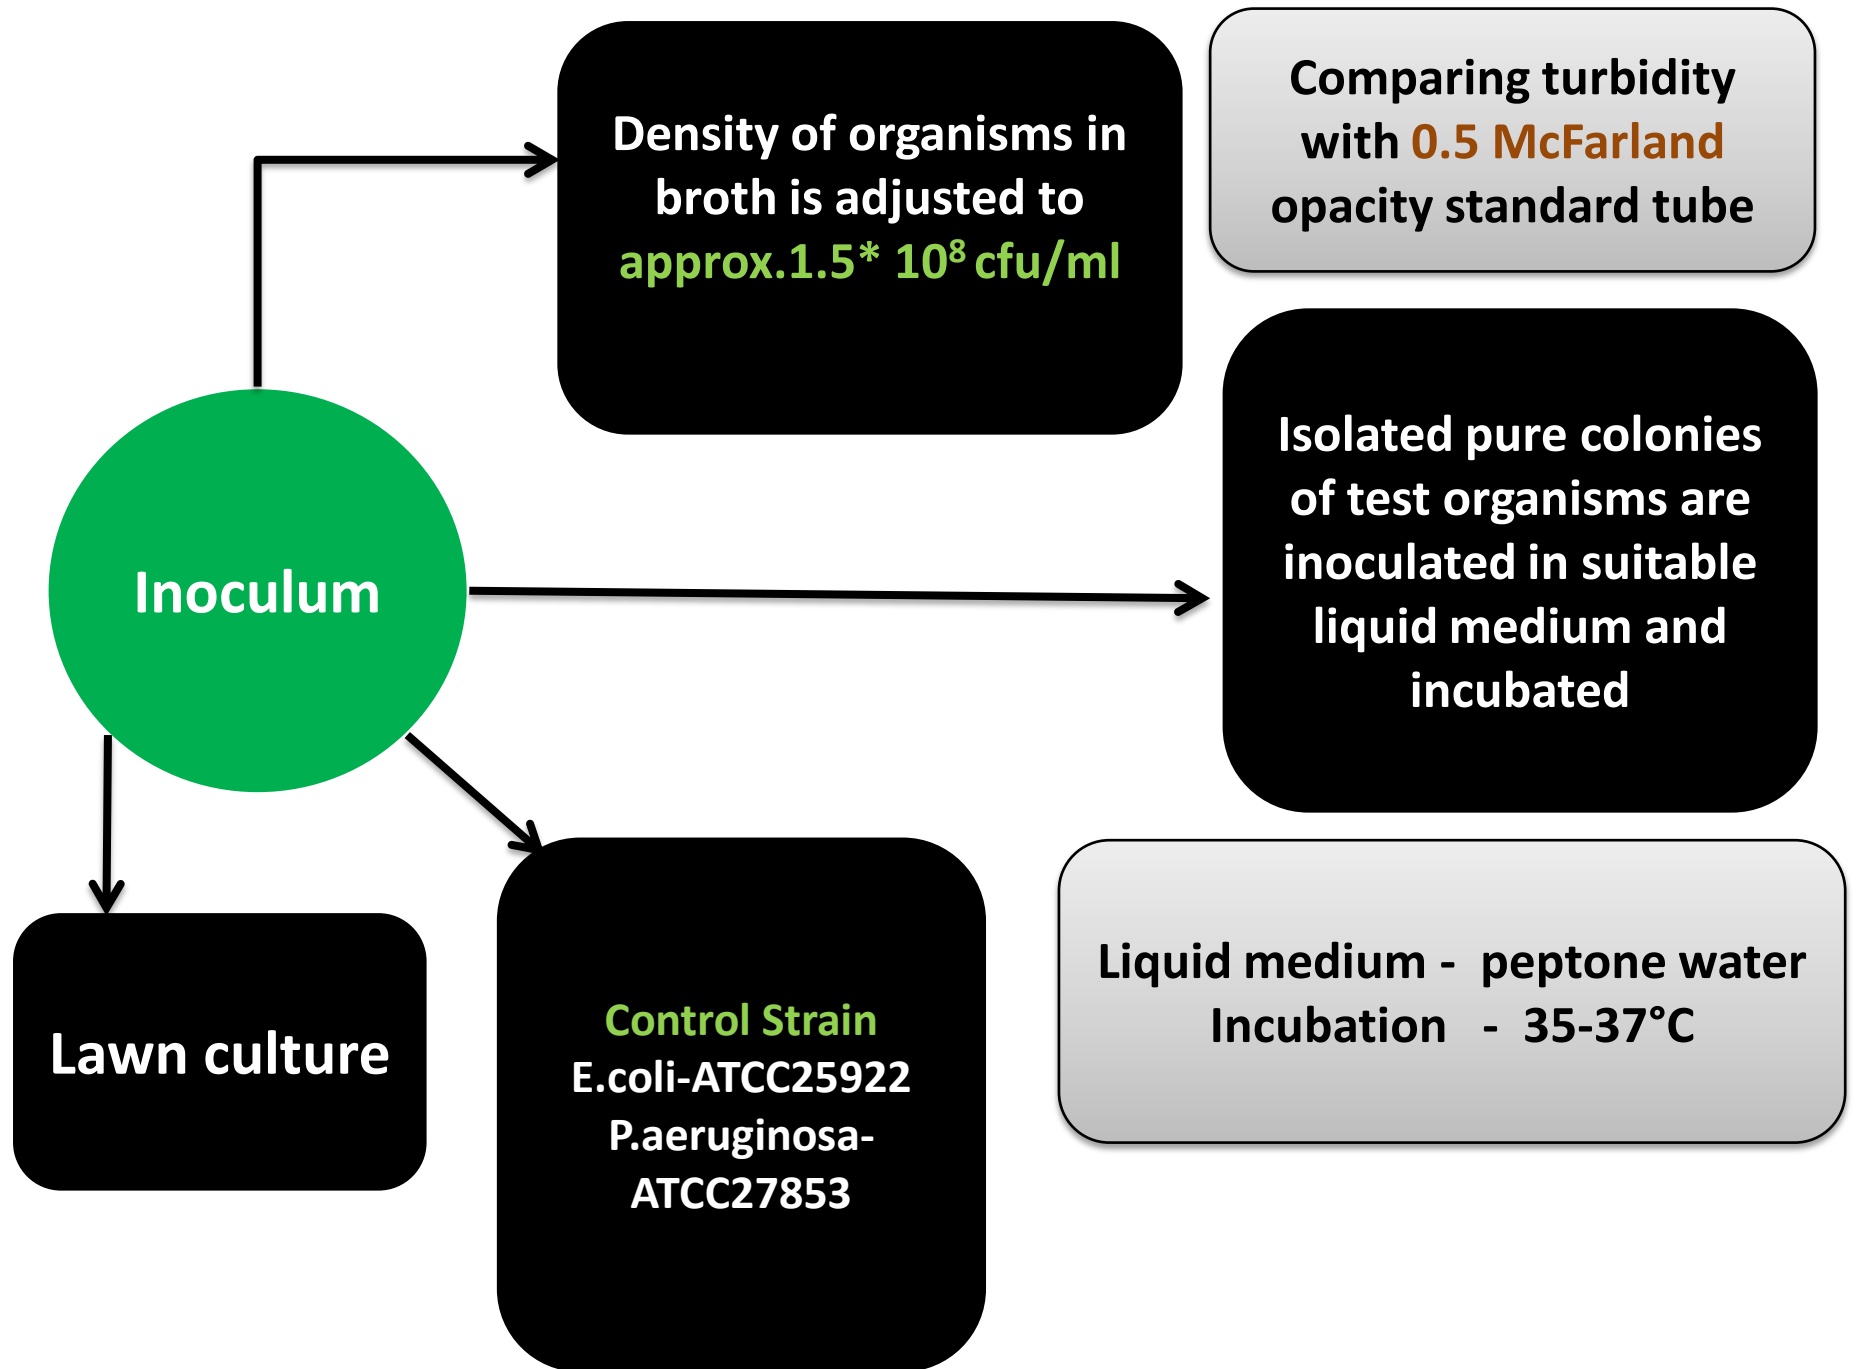 Density of organisms in
broth is adjusted to
approx.1.5* 10⁸ cfu/ml
Comparing turbidity
with 0.5 McFarland
opacity standard tube
Inoculum
Isolated pure colonies
of test organisms are
inoculated in suitable
liquid medium and
incubated
Lawn culture
Control Strain
E.coli-ATCC25922
P.aeruginosa-
ATCC27853
Liquid medium - peptone water
Incubation - 35-37°C